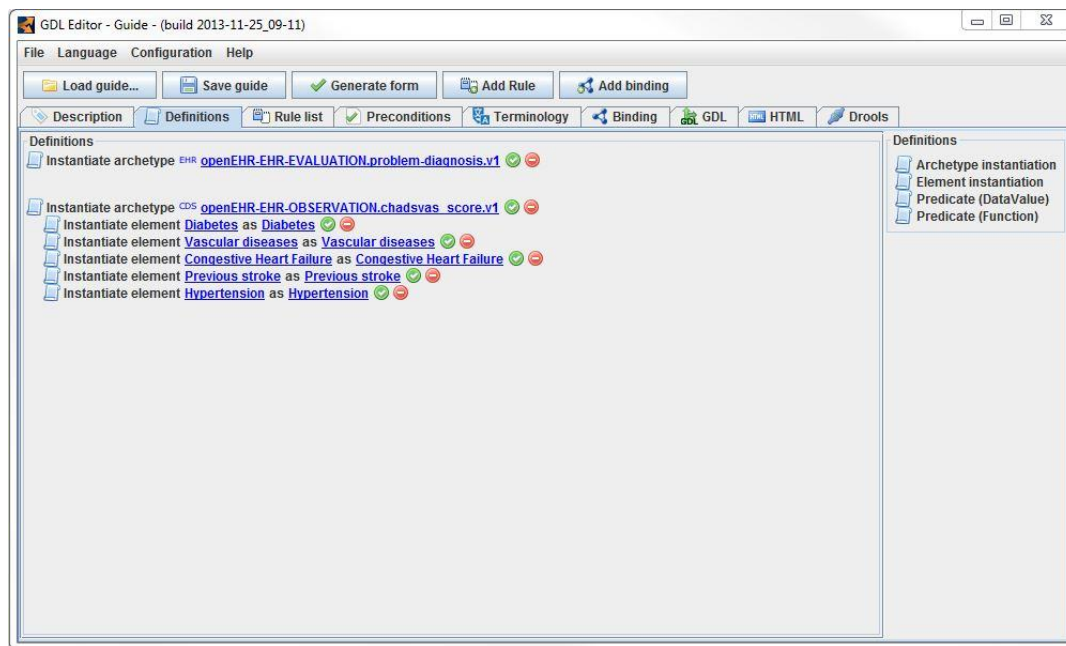 GDL Editor - Guide - (build 2013-11-25_09-11)
File Language Configuration Help
Load guide... Save guide Generate form Add Rule Add binding
Description Definitions Rule list Preconditions Terminology Binding GDL HTML Drools
Definitions
Instantiate archetype EHR openEHR-EHR-EVALUATION.problem-diagnosis.v1
Instantiate archetype CDS openEHR-EHR-OBSERVATION.chadsvas_score.v1
Instantiate element Diabetes as Diabetes
Instantiate element Vascular diseases as Vascular diseases
Instantiate element Congestive Heart Failure as Congestive Heart Failure
Instantiate element Previous stroke as Previous stroke
Instantiate element Hypertension as Hypertension
Definitions
Archetype instantiation
Element instantiation
Predicate (DataValue)
Predicate (Function)